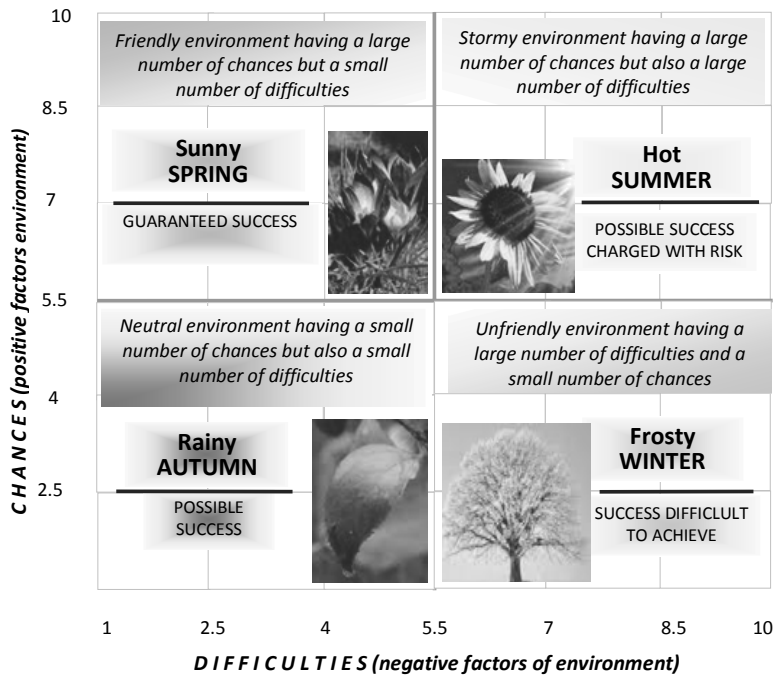 10
Friendly environment having a large
number of chances but a small
number of difficulties
Stormy environment having a large
number of chances but also a large
number of difficulties
8.5
Sunny
SPRING
GUARANTEED SUCCESS
Hot
SUMMER
POSSIBLE SUCCESS
CHARGED WITH RISK
7
5.5
Neutral environment having a small
number of chances but also a small
number of difficulties
Unfriendly environment having a
large number of difficulties and a
small number of chances
4
Rainy
AUTUMN
POSSIBLE
SUCCESS
Frosty
WINTER
SUCCESS DIFFICLULT
TO ACHIEVE
2.5
C H A N C E S (positive factors environment)
1 2.5 4 5.5 7 8.5 10
D I F F I C U L T I E S (negative factors of environment)